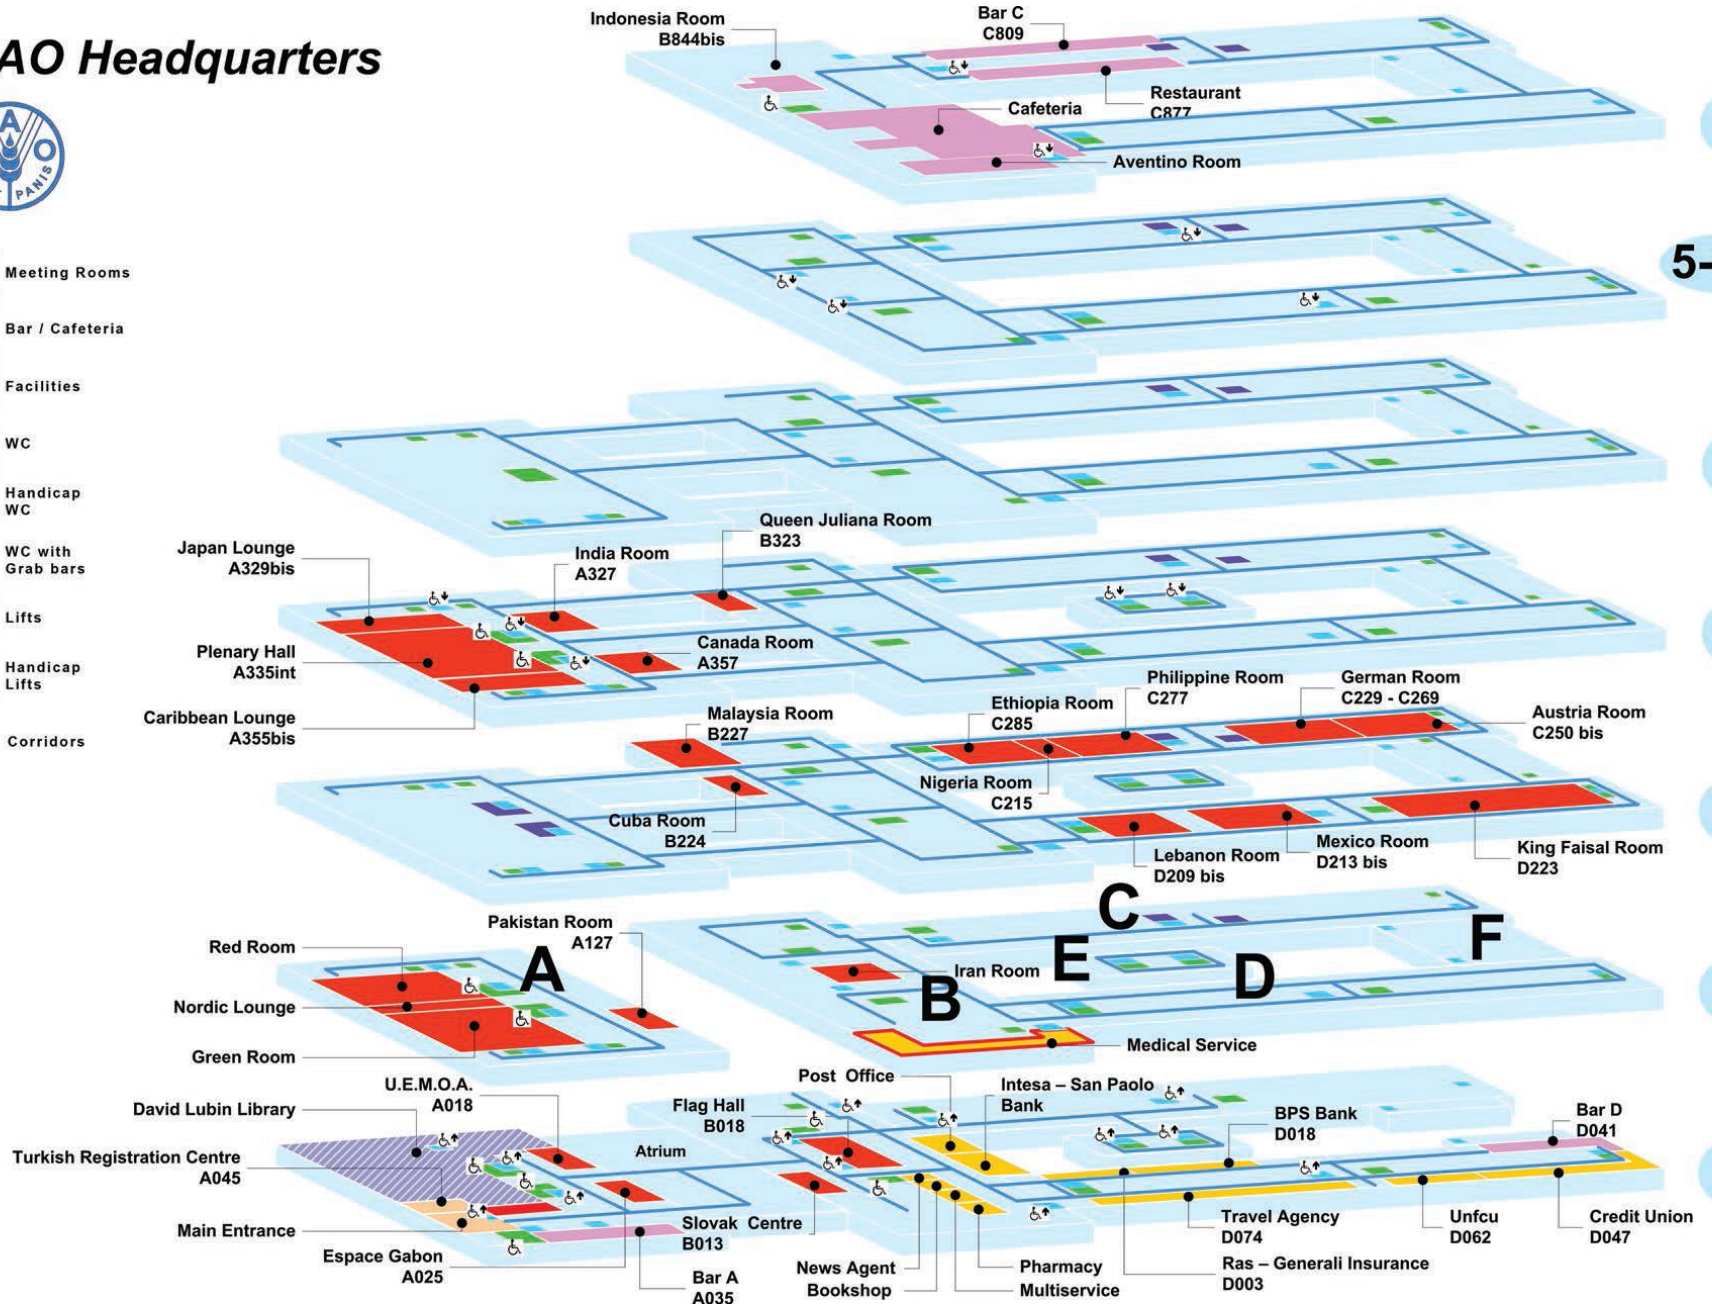 AO Headquarters
A
O
PANIS
Meeting Rooms
Bar / Cafeteria
Facilities
WC
Handicap
WC
WC with
Grab bars
Lifts
Handicap
Lifts
Corridors
Indonesia Room
B844bis
Bar C
C809
Restaurant
C877
Cafeteria
Aventino Room
5-
Japan Lounge
A329bis
India Room
A327
Queen Juliana Room
B323
Plenary Hall
A335int
Canada Room
A357
Caribbean Lounge
A355bis
Malaysia Room
B227
Ethiopia Room
C285
Philippine Room
C277
German Room
C229 - C269
Austria Room
C250 bis
Nigeria Room
C215
Cuba Room
B224
Lebanon Room
D209 bis
Mexico Room
D213 bis
King Faisal Room
D223
Pakistan Room
A127
Red Room
Nordic Lounge
Green Room
A
B
C
D
E
F
Iran Room
Medical Service
U.E.M.O.A.
A018
David Lubin Library
Turkish Registration Centre
A045
Main Entrance
Espace Gabon
A025
Bar A
A035
Atrium
Flag Hall
B018
Post Office
Intesa – San Paolo
Bank
BPS Bank
D018
Bar D
D041
Slovak Centre
B013
News Agent
Bookshop
Pharmacy
Multiservice
Travel Agency
D074
Ras – Generali Insurance
D003
Unfcu
D062
Credit Union
D047